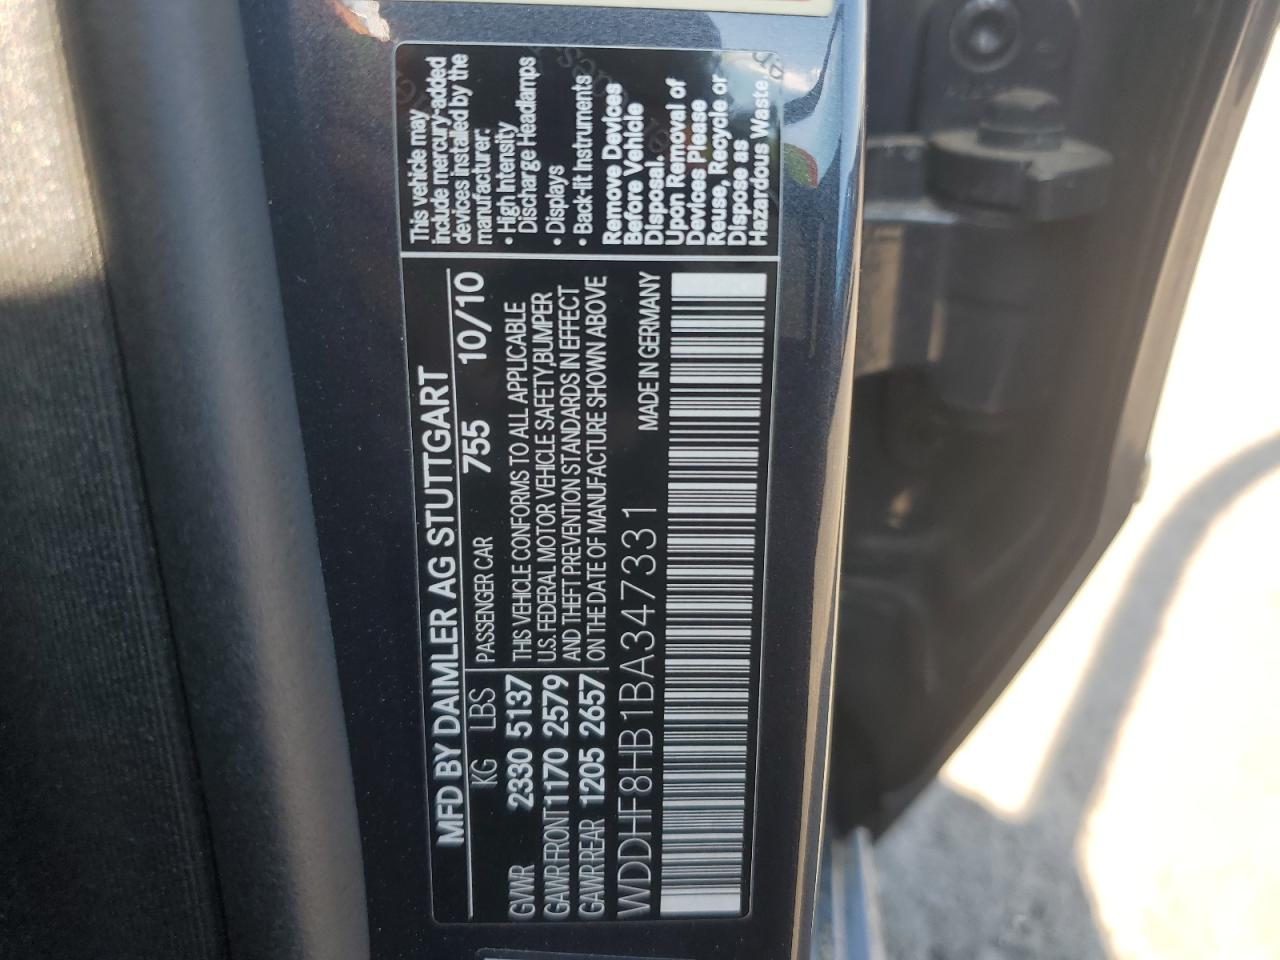 MFD BY DAIMLER AG STUTTGART
KG LBS
GVWR 2330 5137
GAWR FRONT 1170 2579
GAWR REAR 1205 2657
PASSENGER CAR 755 10/10
THIS VEHICLE CONFORMS TO ALL APPLICABLE
U.S. FEDERAL MOTOR VEHICLE SAFETY, BUMPER
AND THEFT PREVENTION STANDARDS IN EFFECT
ON THE DATE OF MANUFACTURE SHOWN ABOVE
WDDHF8HB1BA347331
MADE IN GERMANY
This vehicle may
include mercury-added
devices installed by the
manufacturer:
• High Intensity
Discharge Headlamps
• Displays
• Back-lit Instruments
Remove Devices
Before Vehicle
Disposal.
Upon Removal of
Devices Please
Reuse, Recycle or
Dispose as
Hazardous Waste.